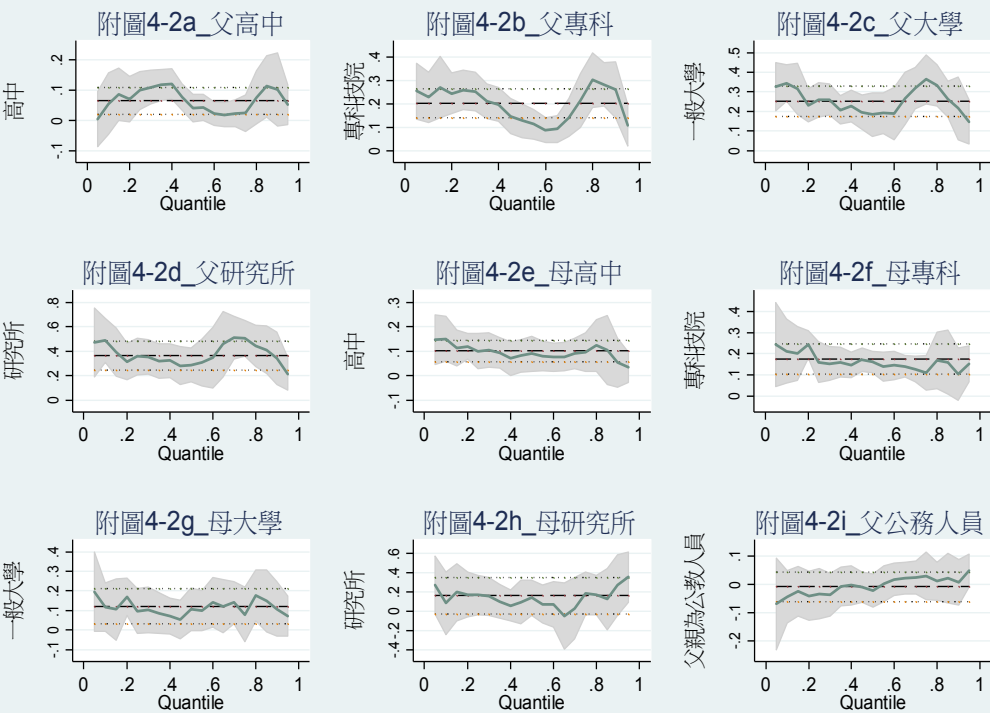 附圖4-2a_父高中
高中
.2
.1
0
-.1
0 .2 .4 .6 .8 1
Quantile
附圖4-2b_父專科
專科技院
.4
.3
.2
.1
0
0 .2 .4 .6 .8 1
Quantile
附圖4-2c_父大學
一般大學
.5
.4
.3
.2
.1
0
0 .2 .4 .6 .8 1
Quantile
附圖4-2d_父研究所
研究所
.8
.6
.4
.2
0
0 .2 .4 .6 .8 1
Quantile
附圖4-2e_母高中
高中
.3
.2
.1
0
-.1
0 .2 .4 .6 .8 1
Quantile
附圖4-2f_母專科
專科技院
.4
.3
.2
.1
0
0 .2 .4 .6 .8 1
Quantile
附圖4-2g_母大學
一般大學
.4
.3
.2
.1
0
-.1
0 .2 .4 .6 .8 1
Quantile
附圖4-2h_母研究所
研究所
.6
.4
.2
0
-.2
-.4
0 .2 .4 .6 .8 1
Quantile
附圖4-2i_父公務人員
父親為公教人員
.1
0
-.1
-.2
0 .2 .4 .6 .8 1
Quantile